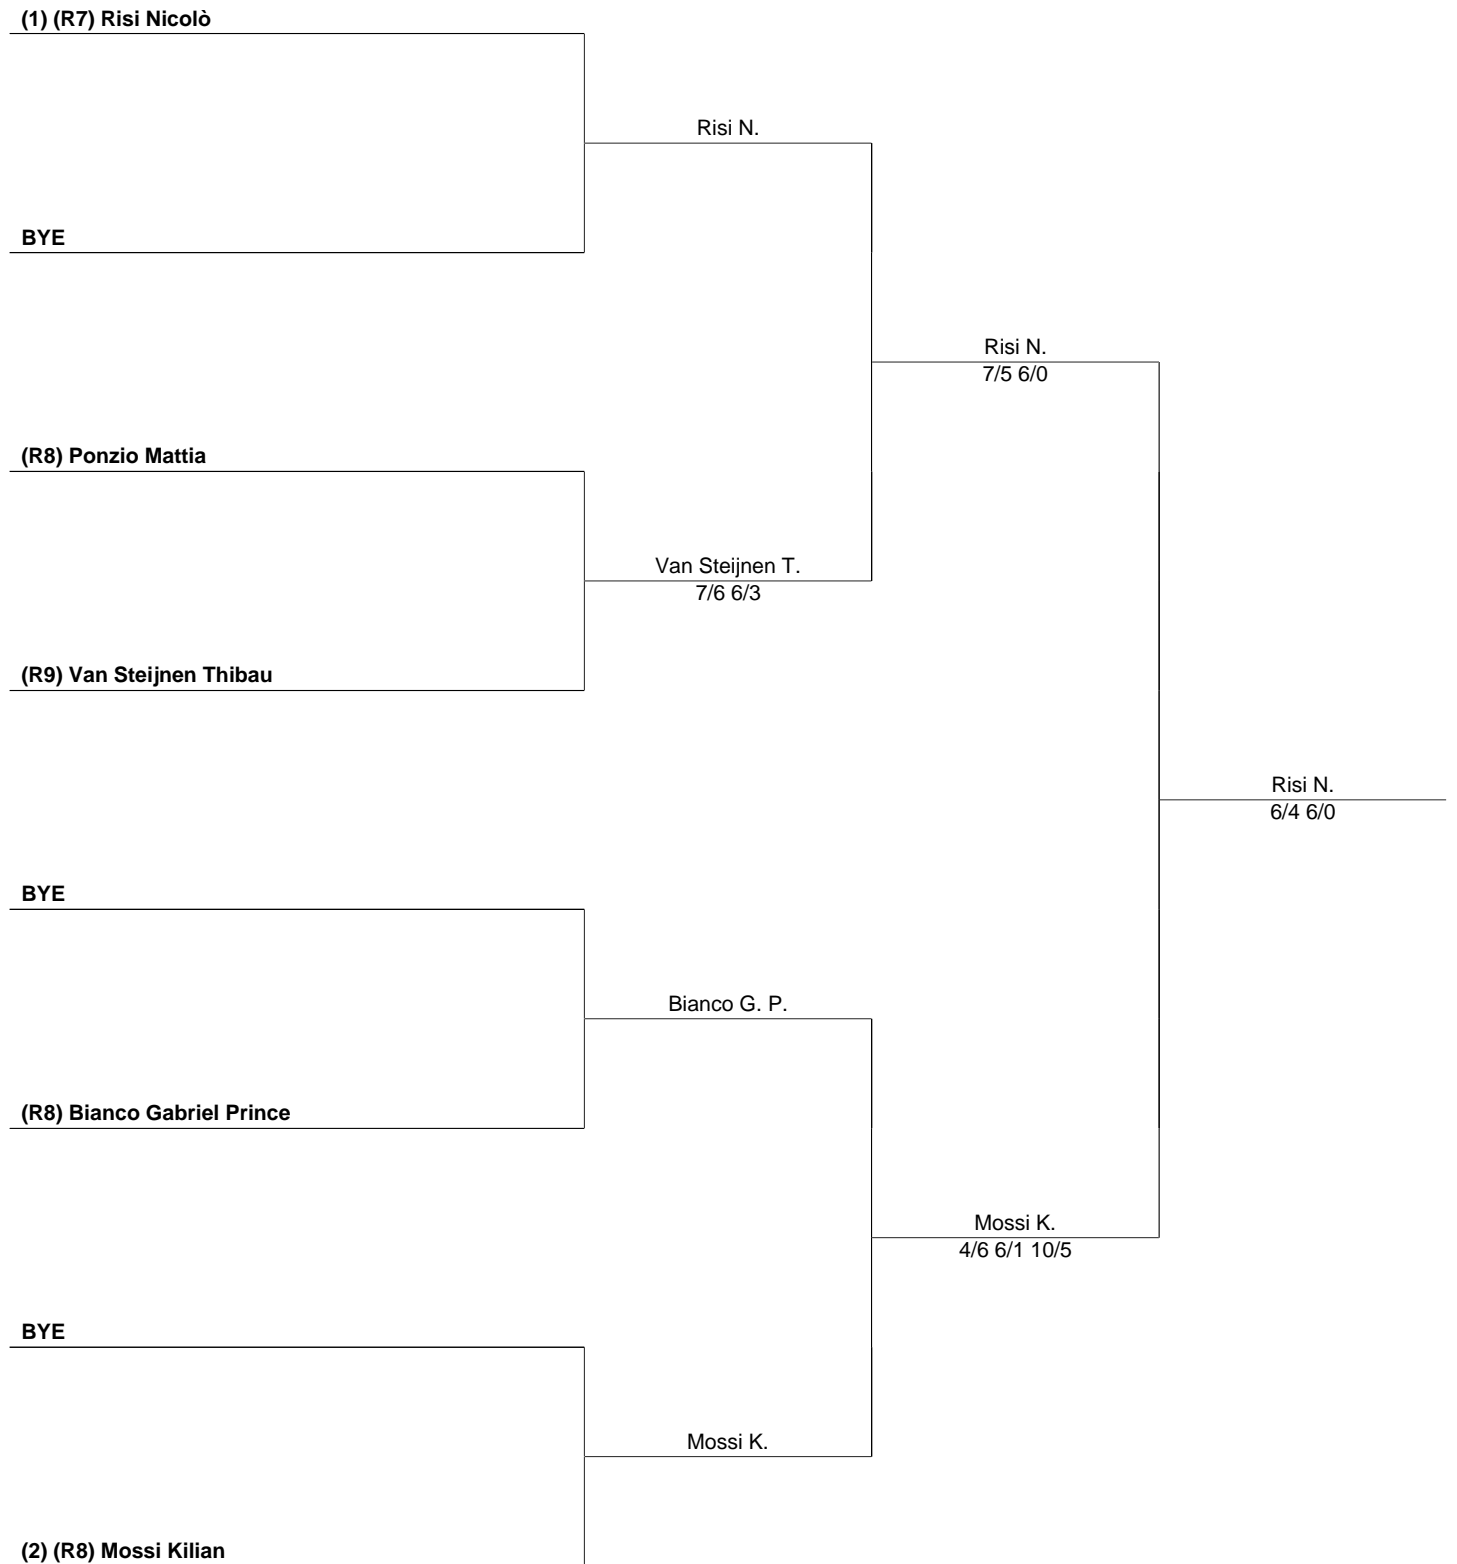 (1) (R7) Risi Nicolò
Risi N.
BYE
Risi N.
7/5 6/0
(R8) Ponzio Mattia
Van Steijnen T.
7/6 6/3
(R9) Van Steijnen Thibau
Risi N.
6/4 6/0
BYE
Bianco G. P.
(R8) Bianco Gabriel Prince
Mossi K.
4/6 6/1 10/5
BYE
Mossi K.
(2) (R8) Mossi Kilian